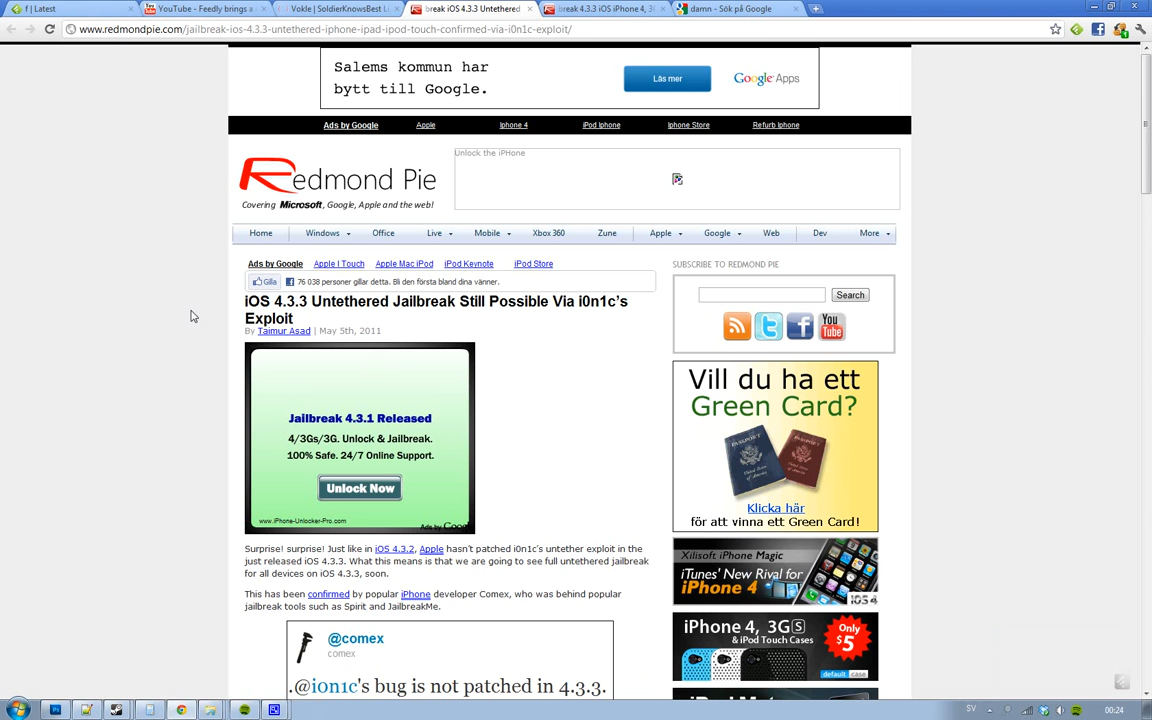 f | Latest
YouTube - Feedly brings a
Vokle | SoldierKnowsBest Li
break iOS 4.3.3 Untethered
break 4.3.3 iOS iPhone 4, 3G
damn - Sök på Google
www.redmondpie.com/jailbreak-ios-4.3.3-untethered-iphone-ipad-ipod-touch-confirmed-via-i0n1c-exploit/
Salems kommun har
bytt till Google.
Läs mer
Google Apps
Ads by Google
Apple
Iphone 4
iPod Iphone
Iphone Store
Refurb Iphone
Redmond Pie
Covering Microsoft, Google, Apple and the web!
Unlock the iPHone
Home
Windows
Office
Live
Mobile
Xbox 360
Zune
Apple
Google
Web
Dev
More
Ads by Google
Apple I Touch
Apple Mac iPod
iPod Keynote
iPod Store
Gilla
76 038 personer gillar detta. Bli den första bland dina vänner.
iOS 4.3.3 Untethered Jailbreak Still Possible Via i0n1c's
Exploit
By Taimur Asad | May 5th, 2011
Jailbreak 4.3.1 Released
4/3Gs/3G. Unlock & Jailbreak.
100% Safe. 24/7 Online Support.
Unlock Now
www.iPhone-Unlocker-Pro.com
Ads by Google
Surprise! surprise! Just like in iOS 4.3.2, Apple hasn't patched i0n1c's untether exploit in the
just released iOS 4.3.3. What this means is that we are going to see full untethered jailbreak
for all devices on iOS 4.3.3, soon.
This has been confirmed by popular iPhone developer Comex, who was behind popular
jailbreak tools such as Spirit and JailbreakMe.
@comex
comex
.@i0n1c's bug is not patched in 4.3.3.
SUBSCRIBE TO REDMOND PIE
Search
You
Tube
Vill du ha ett
Green Card?
Klicka här
för att vinna ett Green Card!
Xilisoft iPhone Magic
iTunes' New Rival for
iPhone 4
iOS 4
iPhone 4, 3GS
& iPod Touch Cases
Only
$5
default case
SV
00:24